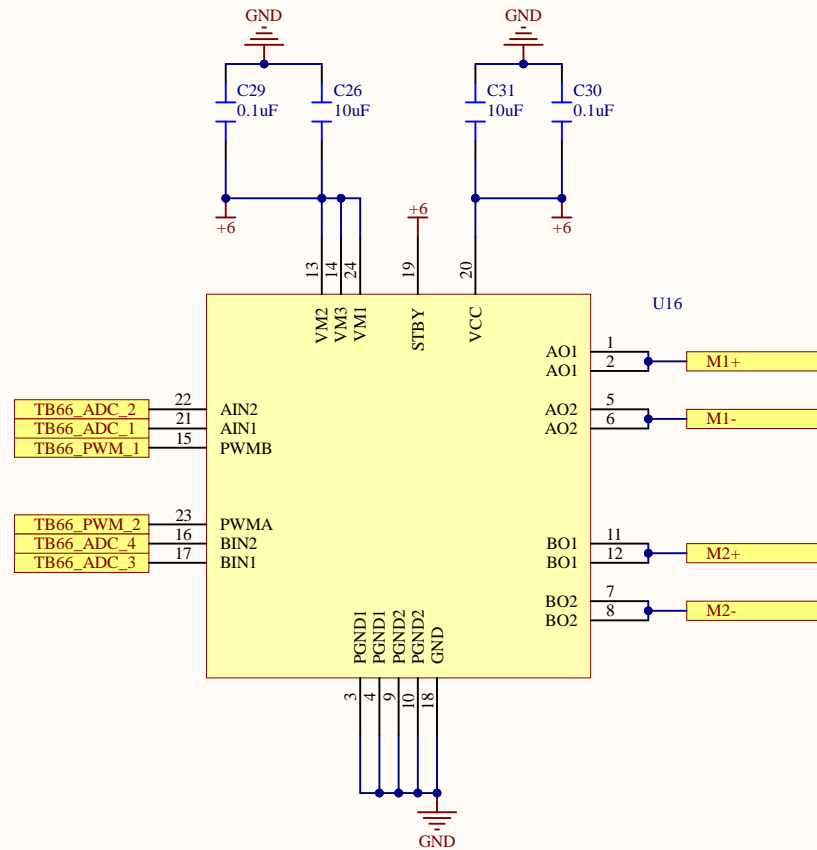 GND
GND
C29
0.1uF
C26
10uF
C31
10uF
C30
0.1uF
+6
+6
+6
13
14
24
19
20
VM2
VM3
VM1
STBY
VCC
U16
AO1
1
AO1
2
M1+
AO2
5
AO2
6
M1-
TB66_ADC_2
22
AIN2
TB66_ADC_1
21
AIN1
TB66_PWM_1
15
PWMB
TB66_PWM_2
23
PWMA
TB66_ADC_4
16
BIN2
TB66_ADC_3
17
BIN1
BO1
11
BO1
12
M2+
BO2
7
BO2
8
M2-
PGND1
PGND1
PGND2
PGND2
GND
3
4
9
10
18
GND